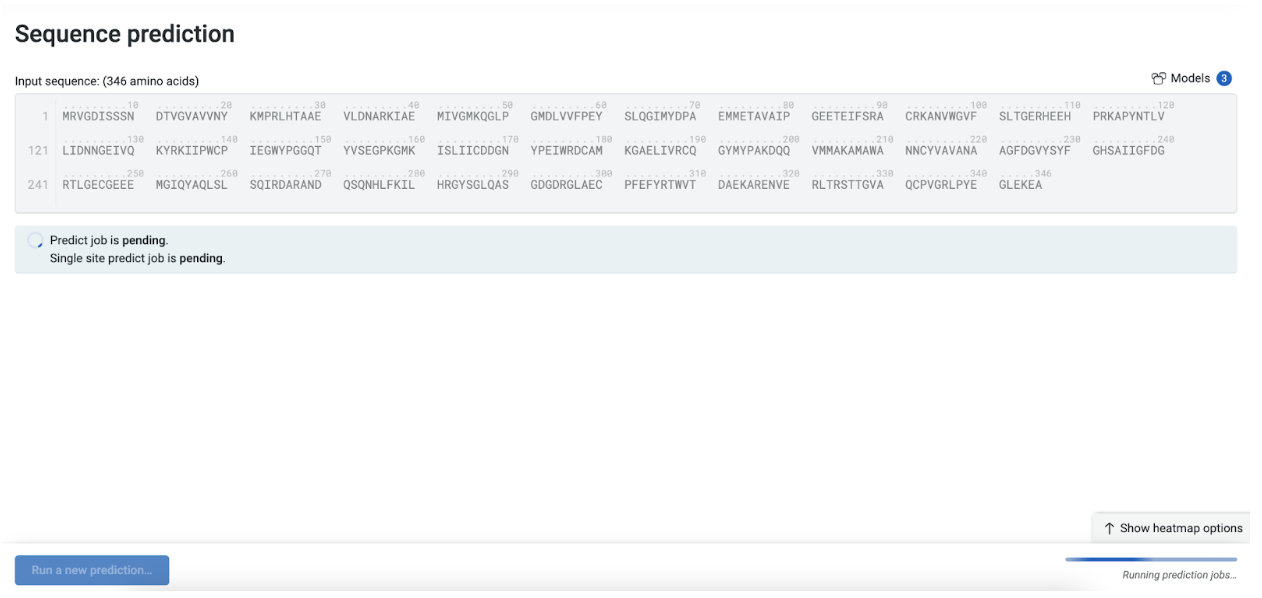 Sequence prediction
Input sequence: (346 amino acids)
Models 3
.........10 .........20 .........30 .........40 .........50 .........60 .........70 .........80 .........90 .........100 .........110 .........120
1 MRVGDISSSN DTVGVAVVNY KMPRLHTAAE VLDNARKIAE MIVGMKQGLP GMDLVVFPEY SLQGIMYDPA EMMETAVAIP GEETEIFSRA CRKANVWGVF SLTGERHEEH PRKAPYNTLV
.........130 .........140 .........150 .........160 .........170 .........180 .........190 .........200 .........210 .........220 .........230 .........240
121 LIDNNGEIVQ KYRKIIPWCP IEGWYPGGQT YVSEGPKGMK ISLIICDDGN YPEIWRDCAM KGAELIVRCQ GYMYPAKDQQ VMMAKAMAWA NNCYVAVANA AGFDGVYSYF GHSAIIGFDG
.........250 .........260 .........270 .........280 .........290 .........300 .........310 .........320 .........330 .........340 .....346
241 RTLGECGEEE MGIQYAQLSL SQIRDARAND QSQNHLFKIL HRGYSGLQAS GDGDRGLAEC PFEFYRTWVT DAEKARENVE RLTRSTTGVA QCPVGRLPYE GLEKEA
Predict job is pending.
Single site predict job is pending.
↑ Show heatmap options
Run a new prediction...
Running prediction jobs...